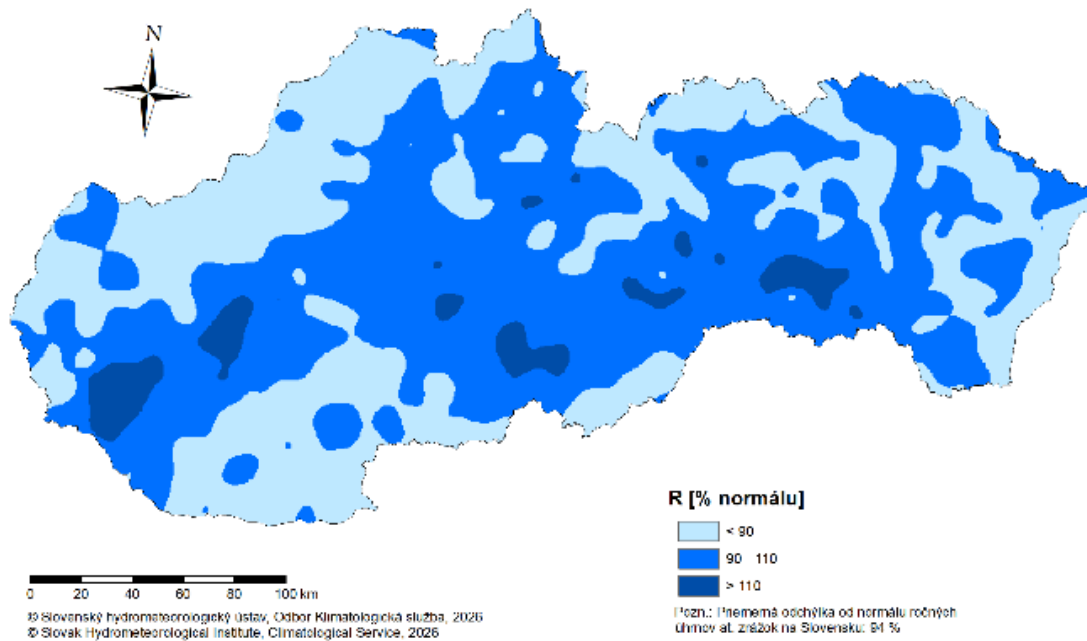 N
R [% normálu]
< 90
90 110
> 110
0 20 40 60 80 100 km
© Slovenský hydrometeorologický ústav, Odbor Klimatologická služba, 2026
© Slovak Hydrometeorological Institute, Climatological Service, 2026
Pozn.: Priemerná odchýlka od normálu ročných
úhrnov at. zrážok na Slovensku: 94 %